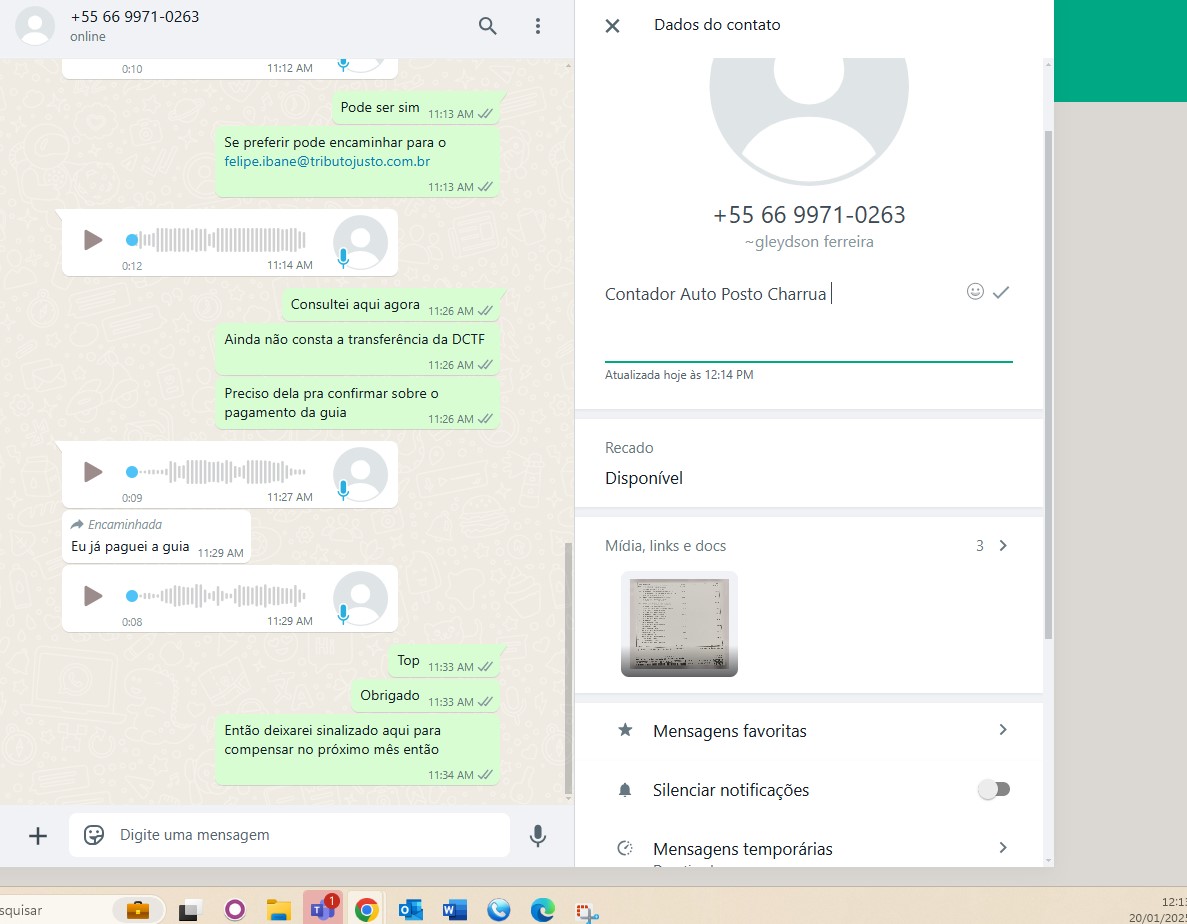 +55 66 9971-0263
online
0:10 11:12 AM
Pode ser sim 11:13 AM
Se preferir pode encaminhar para o
felipe.ibane@tributojusto.com.br
11:13 AM
0:12 11:14 AM
Consultei aqui agora 11:26 AM
Ainda não consta a transferência da DCTF
11:26 AM
Preciso dela pra confirmar sobre o
pagamento da guia 11:26 AM
0:09 11:27 AM
Encaminhada
Eu já paguei a guia 11:29 AM
0:08 11:29 AM
Top 11:33 AM
Obrigado 11:33 AM
Então deixarei sinalizado aqui para
compensar no próximo mês então
11:34 AM
Digite uma mensagem
Dados do contato
+55 66 9971-0263
~gleydson ferreira
Contador Auto Posto Charrua
Atualizada hoje às 12:14 PM
Recado
Disponível
Mídia, links e docs 3
Mensagens favoritas
Silenciar notificações
Mensagens temporárias
squisar
1
12:1
20/01/202